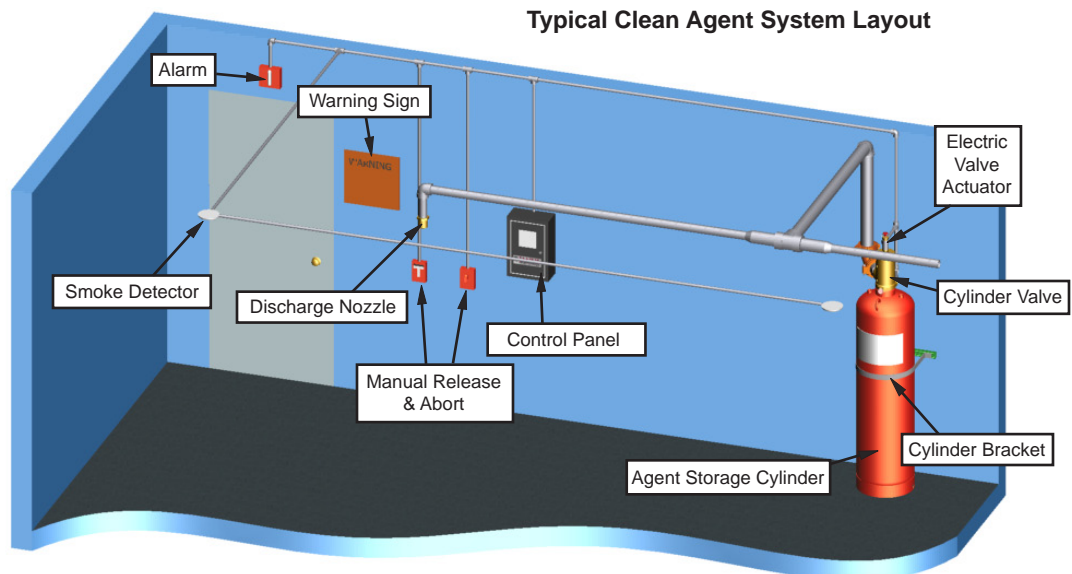 Typical Clean Agent System Layout
Alarm
Warning Sign
WARNING
Electric
Valve
Actuator
Smoke Detector
Discharge Nozzle
Cylinder Valve
Control Panel
Manual Release
& Abort
Cylinder Bracket
Agent Storage Cylinder